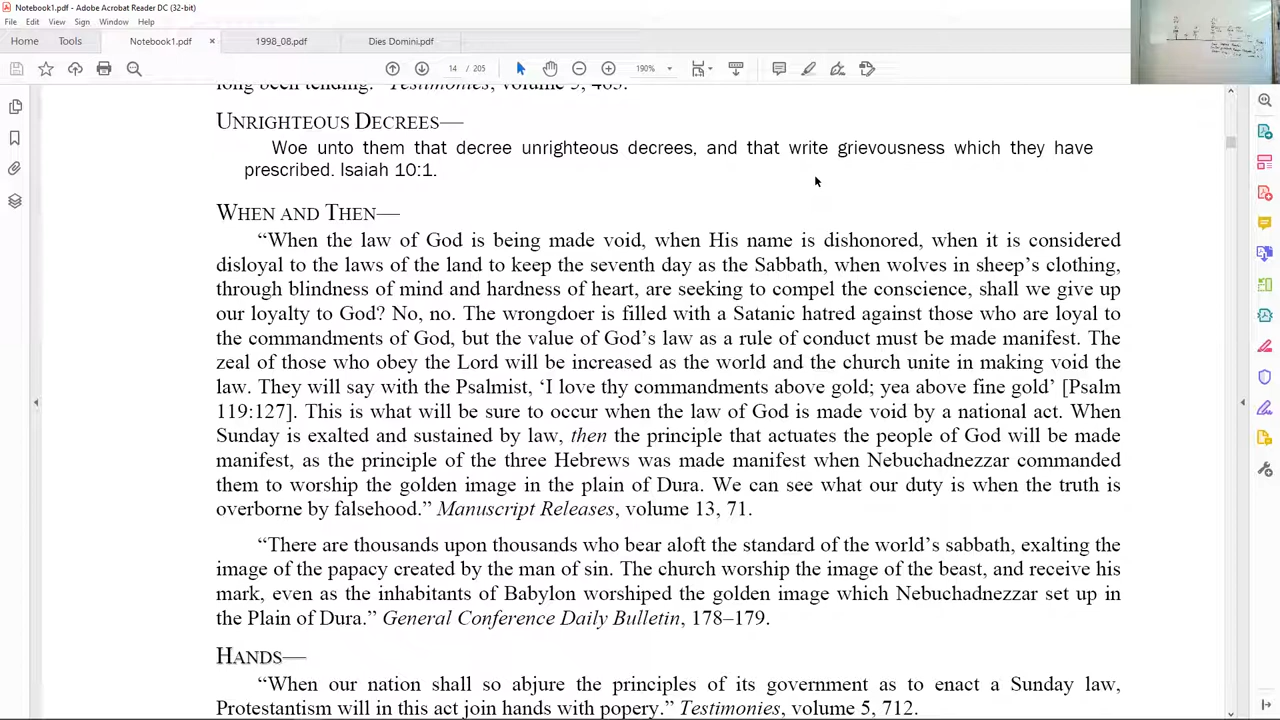 Notebook1.pdf - Adobe Acrobat Reader DC (32-bit)
File Edit View Sign Window Help
Home Tools Notebook1.pdf × 1998_08.pdf Dies Domini.pdf
14 / 205 190%
long been tending.” Testimonies, volume 5, 463.
UNRIGHTEOUS DECREES—
Woe unto them that decree unrighteous decrees, and that write grievousness which they have
prescribed. Isaiah 10:1.
WHEN AND THEN—
“When the law of God is being made void, when His name is dishonored, when it is considered
disloyal to the laws of the land to keep the seventh day as the Sabbath, when wolves in sheep’s clothing,
through blindness of mind and hardness of heart, are seeking to compel the conscience, shall we give up
our loyalty to God? No, no. The wrongdoer is filled with a Satanic hatred against those who are loyal to
the commandments of God, but the value of God’s law as a rule of conduct must be made manifest. The
zeal of those who obey the Lord will be increased as the world and the church unite in making void the
law. They will say with the Psalmist, ‘I love thy commandments above gold; yea above fine gold’ [Psalm
119:127]. This is what will be sure to occur when the law of God is made void by a national act. When
Sunday is exalted and sustained by law, then the principle that actuates the people of God will be made
manifest, as the principle of the three Hebrews was made manifest when Nebuchadnezzar commanded
them to worship the golden image in the plain of Dura. We can see what our duty is when the truth is
overborne by falsehood.” Manuscript Releases, volume 13, 71.
“There are thousands upon thousands who bear aloft the standard of the world’s sabbath, exalting the
image of the papacy created by the man of sin. The church worship the image of the beast, and receive his
mark, even as the inhabitants of Babylon worshiped the golden image which Nebuchadnezzar set up in
the Plain of Dura.” General Conference Daily Bulletin, 178–179.
HANDS—
“When our nation shall so abjure the principles of its government as to enact a Sunday law,
Protestantism will in this act join hands with popery.” Testimonies, volume 5, 712.